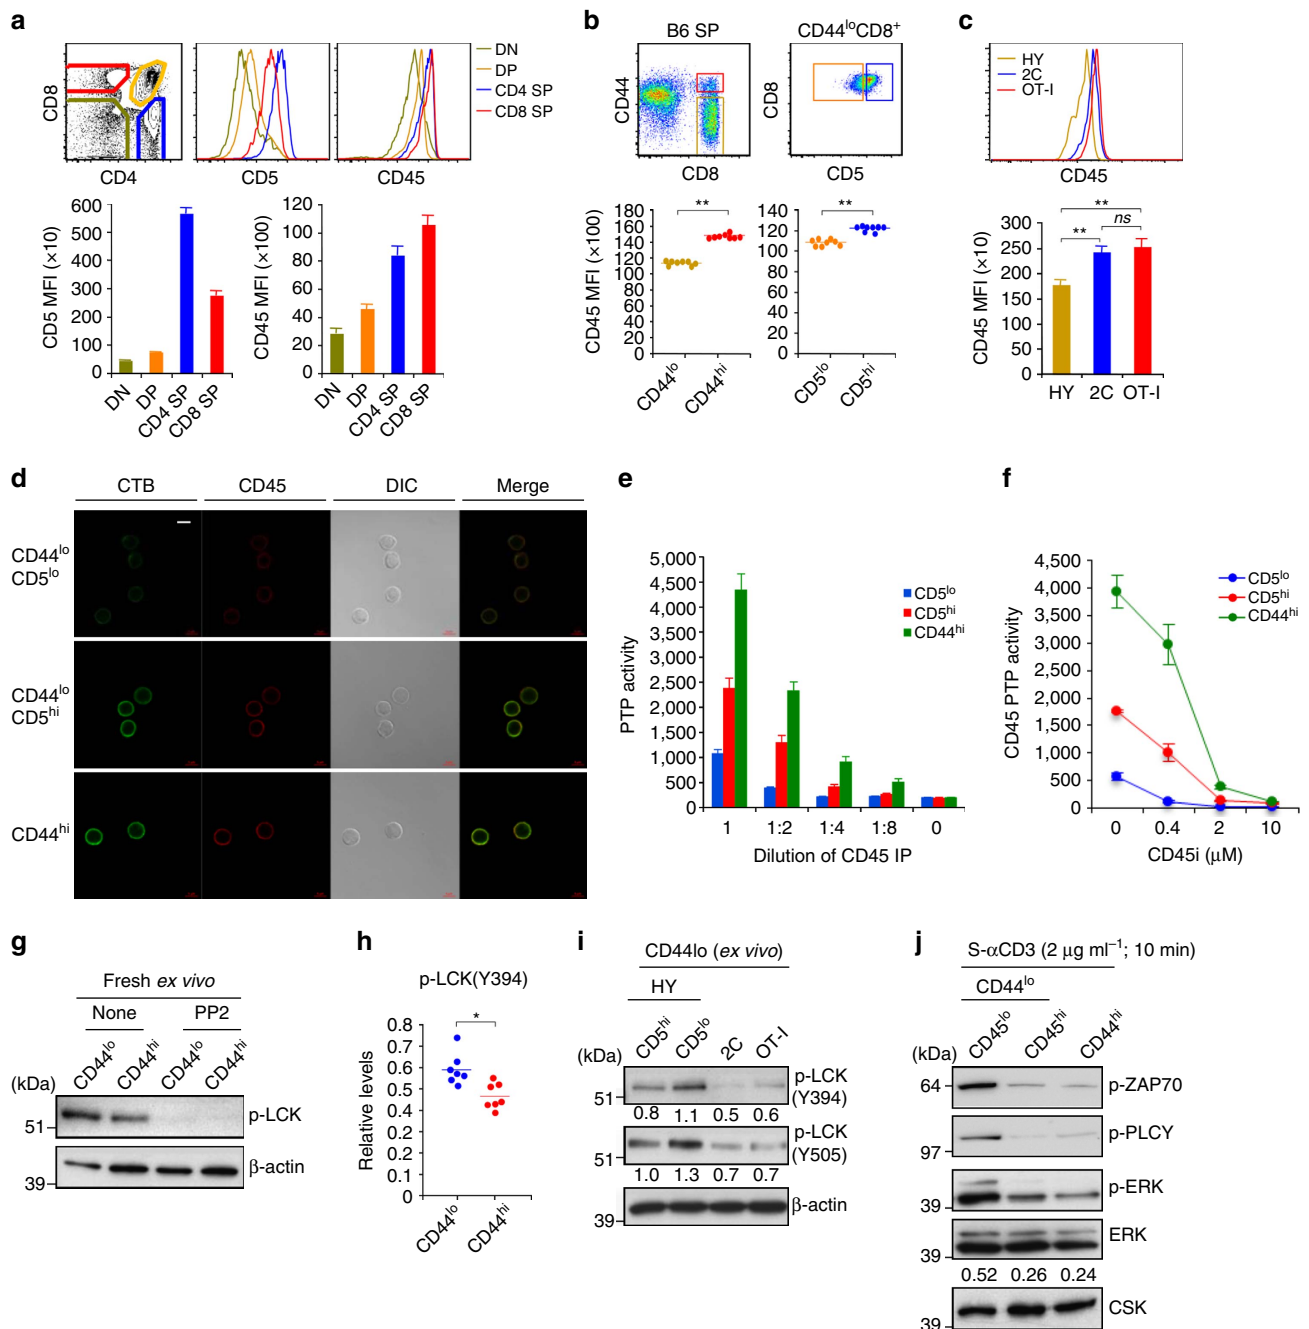 a
CD8
CD4
CD5
CD45
DN
DP
CD4 SP
CD8 SP
CD5 MFI (×10)
600
500
400
300
200
100
0
DN
DP
CD4 SP
CD8 SP
CD45 MFI (×100)
120
100
80
60
40
20
0
DN
DP
CD4 SP
CD8 SP
b
B6 SP
CD44
CD8
CD44loCD8+
CD8
CD5
CD45 MFI (×100)
180
160
140
120
100
80
60
40
20
0
**
CD44lo
CD44hi
140
120
100
80
60
40
20
0
**
CD5lo
CD5hi
c
HY
2C
OT-I
CD45
CD45 MFI (×10)
300
250
200
150
100
50
0
**
**
ns
HY 2C OT-I
d
CTB CD45 DIC Merge
CD44lo
CD5lo
CD44lo
CD5hi
CD44hi
e
PTP activity
5,000
4,500
4,000
3,500
3,000
2,500
2,000
1,500
1,000
500
0
CD5lo
CD5hi
CD44hi
1 1:2 1:4 1:8 0
Dilution of CD45 IP
f
CD45 PTP activity
4,500
4,000
3,500
3,000
2,500
2,000
1,500
1,000
500
0
CD5lo
CD5hi
CD44hi
0 0.4 2 10
CD45i (µM)
g
Fresh ex vivo
None PP2
CD44lo CD44hi CD44lo CD44hi
(kDa)
51
p-LCK
39
β-actin
h
p-LCK(Y394)
Relative levels
0.8
0.7
0.6
0.5
0.4
0.2
0.2
0.1
0
*
CD44lo
CD44hi
i
CD44lo (ex vivo)
HY
CD5hi CD5lo 2C OT-I
(kDa)
51
p-LCK
(Y394)
0.8 1.1 0.5 0.6
51
p-LCK
(Y505)
1.0 1.3 0.7 0.7
39
β-actin
j
S-αCD3 (2 µg ml−1; 10 min)
CD44lo
CD45lo CD45hi CD44hi
(kDa)
64
p-ZAP70
97
p-PLCY
39
p-ERK
39
ERK
0.52 0.26 0.24
39
CSK